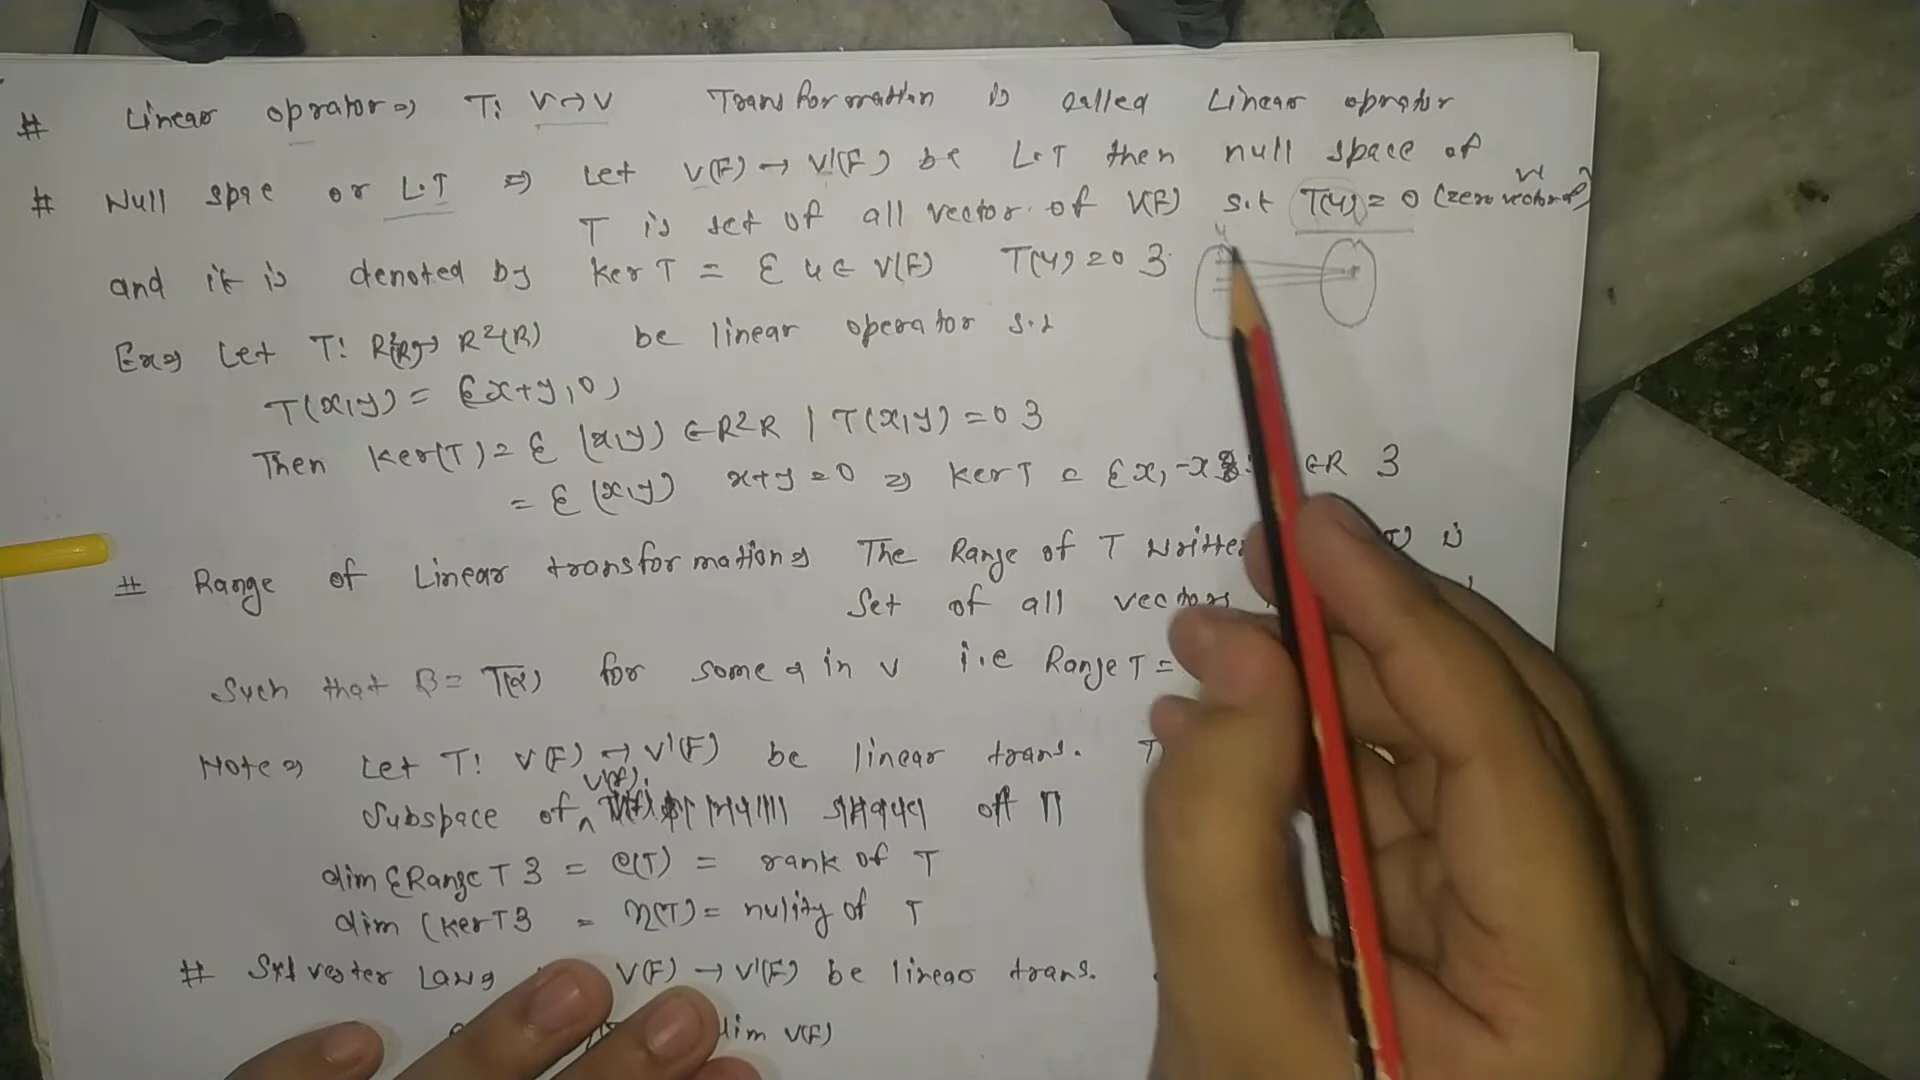 # Linear oprator ⇒ T: V→V Transformation is called Linear oprator
# Null spac or L.T ⇒ Let V(F) → V'(F) be L.T then null space of
T is set of all vector of V(F) s.t T(u) = 0 (zero vector of V')
and it is denoted by ker T = { u ∈ V(F) T(u) = 0 }
Ex ⇒ Let T: R²(R) → R²(R) be linear operator s.t
T(x,y) = (x+y, 0)
Then Ker(T) = { (x,y) ∈ R²R | T(x,y) = 0 }
= { (x,y) x+y = 0 ⇒ ker T = { x, -x ∈R }
# Range of Linear transformation ⇒ The Range of T written is
Set of all vectors
Such that β = T(α) for some α in v i.e Range T =
Note ⇒ Let T: V(F) → V'(F) be linear trans.
Subspace of V(F).
dim {Range T } = ρ(T) = rank of T
dim (ker T } = η(T) = nulity of T
# Sylvester Law V(F) → V'(F) be linear trans.
dim V(F)